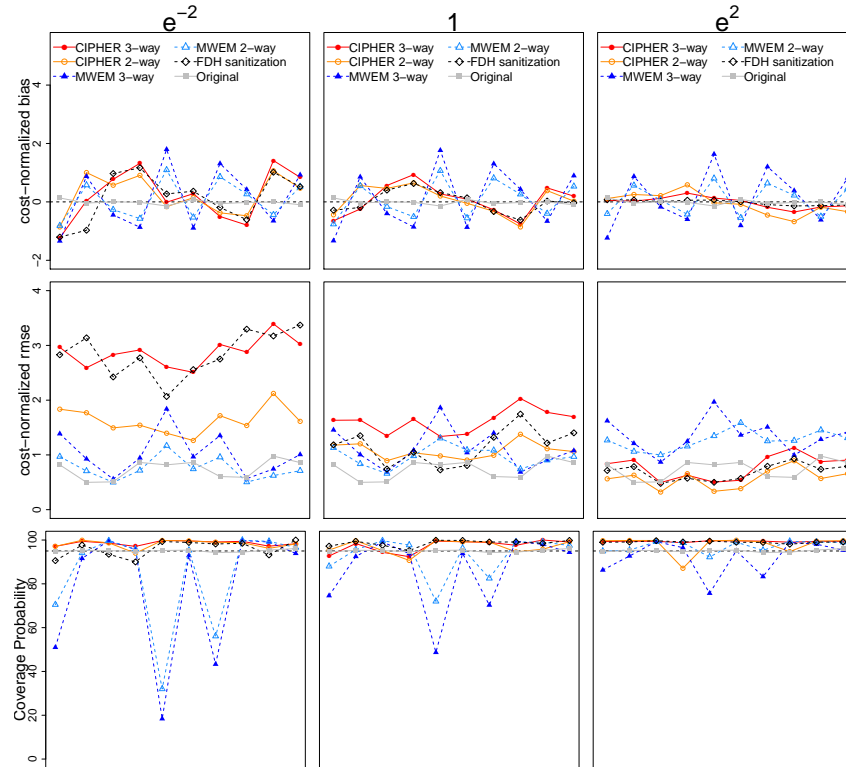 e−2 1 e2
CIPHER 3−way MWEM 2−way CIPHER 3−way MWEM 2−way CIPHER 3−way MWEM 2−way
CIPHER 2−way FDH sanitization CIPHER 2−way FDH sanitization CIPHER 2−way FDH sanitization
MWEM 3−way Original MWEM 3−way Original MWEM 3−way Original
cost−normalized bias
4
2
0
−2
cost−normalized rmse
4
3
2
1
0
Coverage Probability
100
80
60
40
20
0